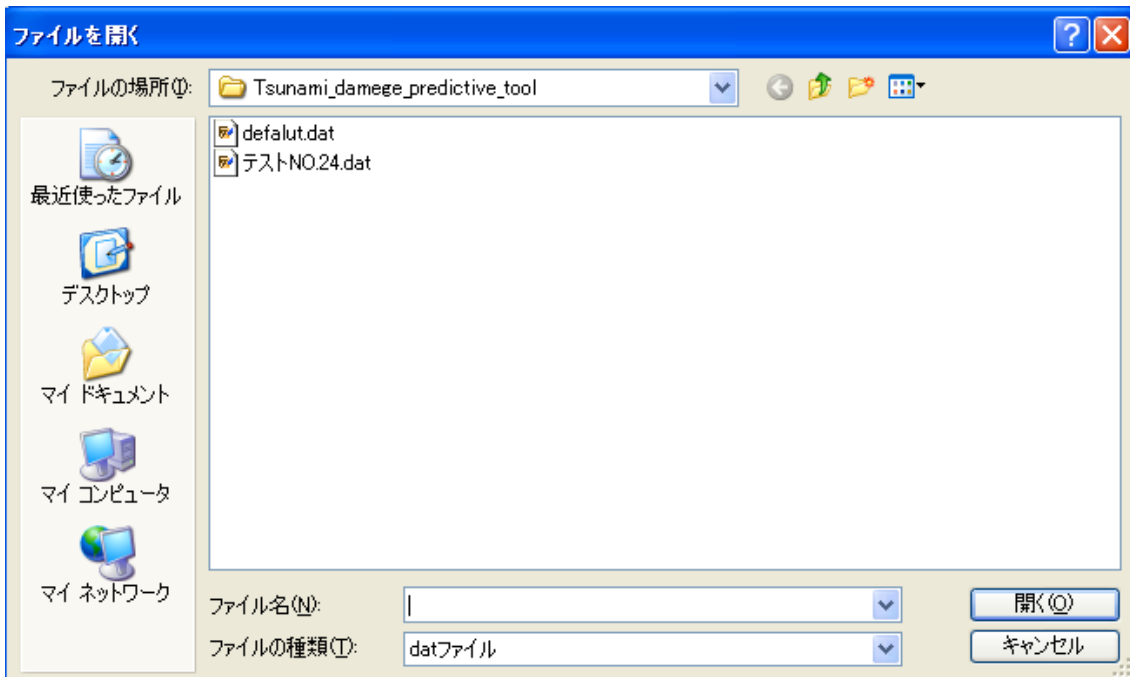 ファイルを開く
ファイルの場所(I):
Tsunami_damege_predictive_tool
defalut.dat
テストNO.24.dat
最近使ったファイル
デスクトップ
マイ ドキュメント
マイ コンピュータ
マイ ネットワーク
ファイル名(N):
開く(O)
ファイルの種類(T):
datファイル
キャンセル